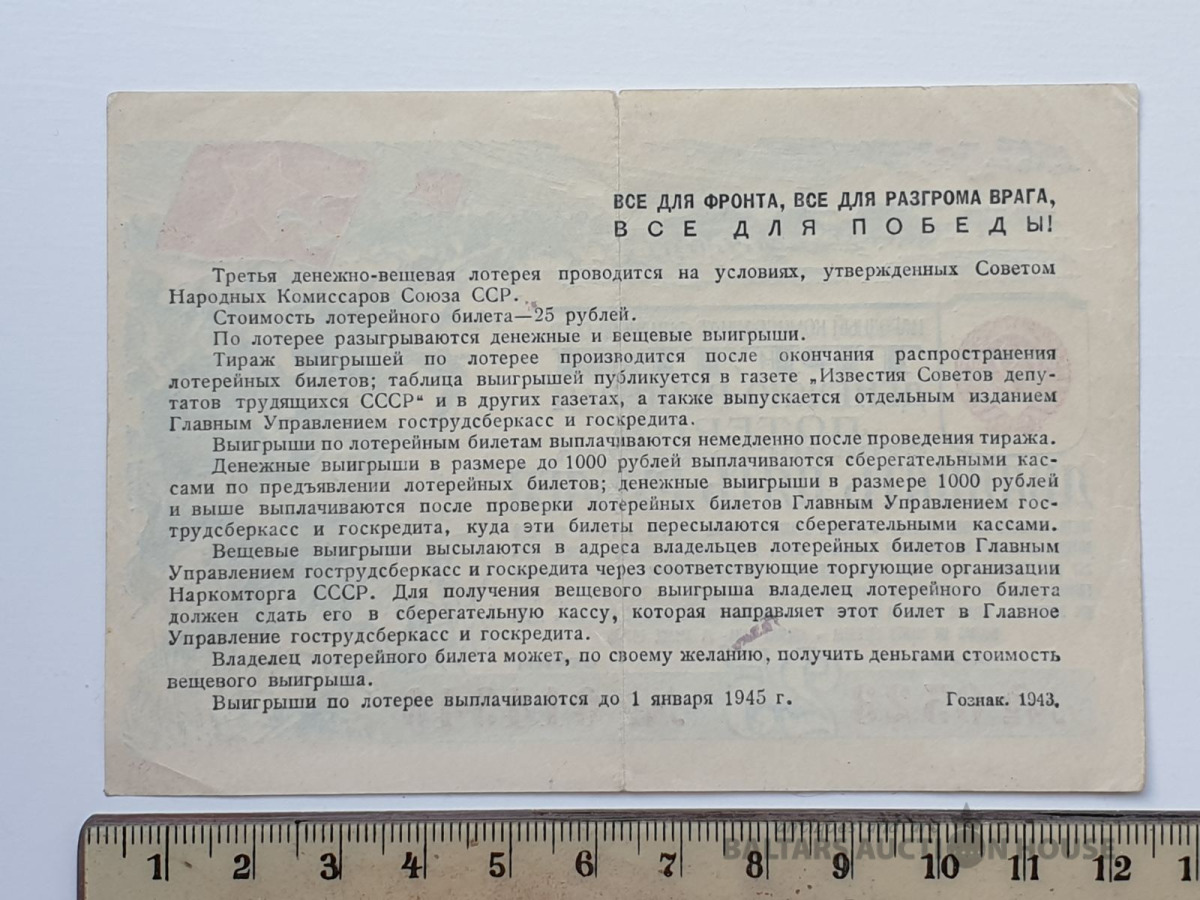 ВСЕ ДЛЯ ФРОНТА, ВСЕ ДЛЯ РАЗГРОМА ВРАГА,
ВСЕ ДЛЯ ПОБЕДЫ!
Третья денежно-вещевая лотерея проводится на условиях, утвержденных Советом
Народных Комиссаров Союза ССР.
Стоимость лотерейного билета—25 рублей.
По лотерее разыгрываются денежные и вещевые выигрыши.
Тираж выигрышей по лотерее производится после окончания распространения
лотерейных билетов; таблица выигрышей публикуется в газете „Известия Советов депу-
татов трудящихся СССР“ и в других газетах, а также выпускается отдельным изданием
Главным Управлением гострудсберкасс и госкредита.
Выигрыши по лотерейным билетам выплачиваются немедленно после проведения тиража.
Денежные выигрыши в размере до 1000 рублей выплачиваются сберегательными кас-
сами по предъявлении лотерейных билетов; денежные выигрыши в размере 1000 рублей
и выше выплачиваются после проверки лотерейных билетов Главным Управлением гос-
трудсберкасс и госкредита, куда эти билеты пересылаются сберегательными кассами.
Вещевые выигрыши высылаются в адреса владельцев лотерейных билетов Главным
Управлением гострудсберкасс и госкредита через соответствующие торгующие организации
Наркомторга СССР. Для получения вещевого выигрыша владелец лотерейного билета
должен сдать его в сберегательную кассу, которая направляет этот билет в Главное
Управление гострудсберкасс и госкредита.
Владелец лотерейного билета может, по своему желанию, получить деньгами стоимость
вещевого выигрыша.
Выигрыши по лотерее выплачиваются до 1 января 1945 г. Гознак. 1943.
BALTARS AUCTION HOUSE
1 2 3 4 5 6 7 8 9 10 11 12 1